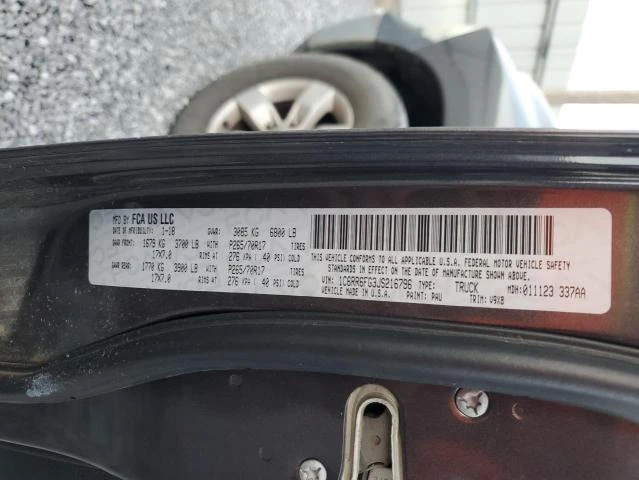 MFD BY FCA US LLC
DATE OF MFR(BUILT): 1-18 GVWR: 3085 KG 6800 LB
GAWR FRONT: 1679 KG 3700 LB WITH P265/70R17 TIRES
17X7.0 RIMS AT 276 KPA ( 40 PSI) COLD
GAWR REAR: 1770 KG 3900 LB WITH P265/70R17 TIRES
17X7.0 RIMS AT 276 KPA ( 40 PSI) COLD
THIS VEHICLE CONFORMS TO ALL APPLICABLE U.S.A. FEDERAL MOTOR VEHICLE SAFETY
STANDARDS IN EFFECT ON THE DATE OF MANUFACTURE SHOWN ABOVE.
VIN: 1C6RR6FG3JS216796 TYPE: TRUCK MDH: 011123 337AA
VEHICLE MADE IN U.S.A. PAINT: PAU TRIM: V9X8